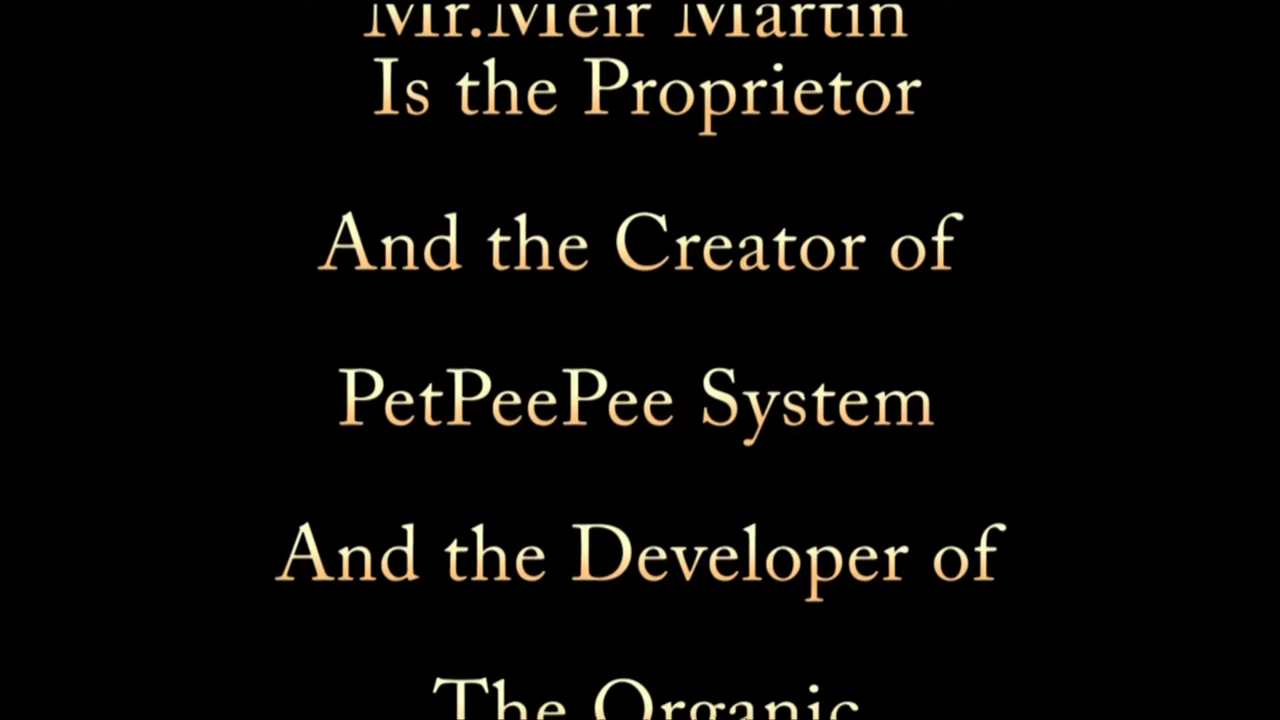 Mr.Meir Martin
Is the Proprietor
And the Creator of
PetPeePee System
And the Developer of
The Organic